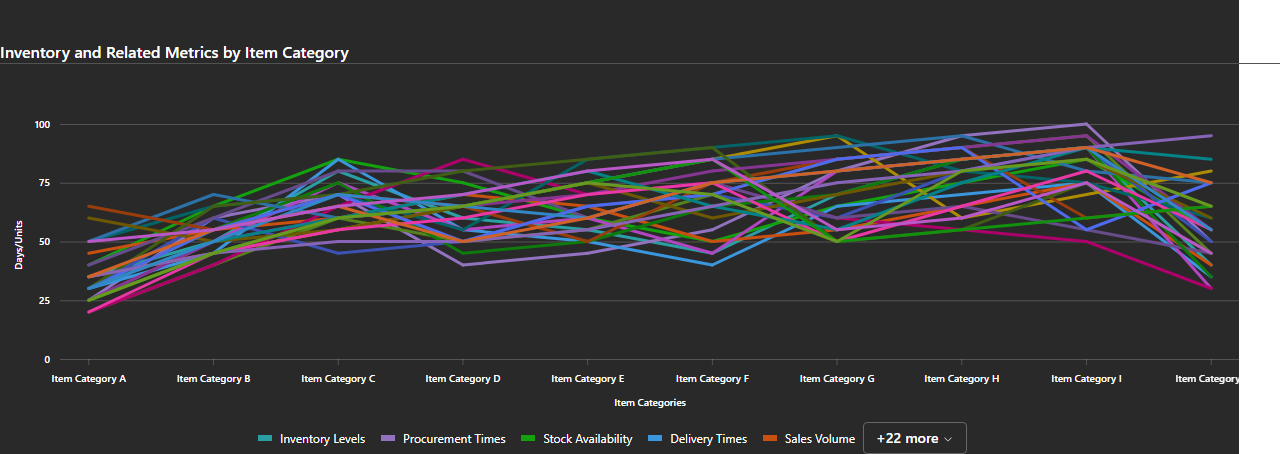 Inventory and Related Metrics by Item Category
100
75
50
25
0
Days/Units
Item Category A Item Category B Item Category C Item Category D Item Category E Item Category F Item Category G Item Category H Item Category I Item Category
Item Categories
Inventory Levels Procurement Times Stock Availability Delivery Times Sales Volume +22 more